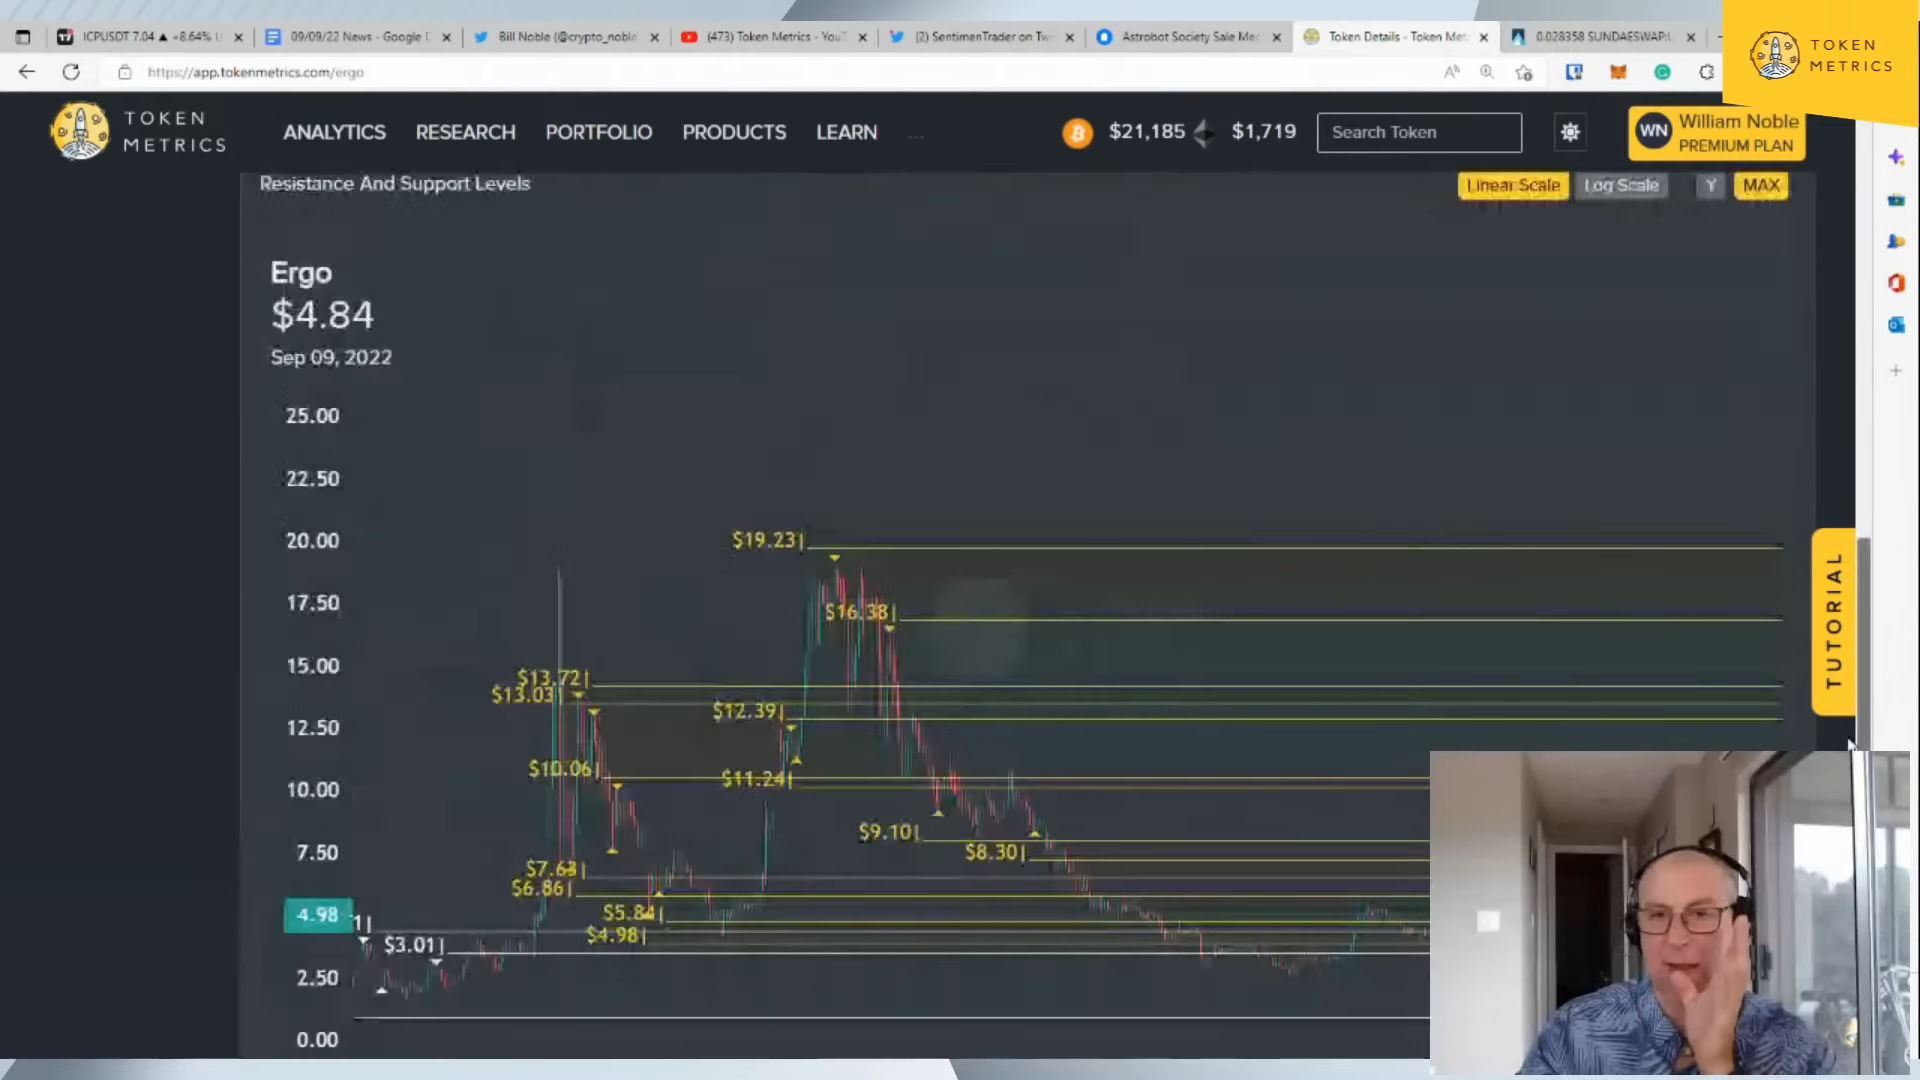 ICPUSDT 7.04 ▲ +8.64% U
09/09/22 News - Google D
Bill Noble (@crypto_noble
(473) Token Metrics - YouT
(2) SentimenTrader on Tw
Astrobot Society Sale Mec
Token Details - Token Met
0.028358 SUNDAESWAP:
TOKEN
METRICS
https://app.tokenmetrics.com/ergo
TOKEN
METRICS
ANALYTICS
RESEARCH
PORTFOLIO
PRODUCTS
LEARN
...
$21,185
$1,719
Search Token
WN
William Noble
PREMIUM PLAN
Resistance And Support Levels
Linear Scale
Log Scale
Y
MAX
Ergo
$4.84
Sep 09, 2022
25.00
22.50
20.00
17.50
15.00
12.50
10.00
7.50
4.98
2.50
0.00
$19.23
$16.38
$13.72
$13.03
$12.39
$10.06
$11.24
$9.10
$8.30
$7.63
$6.86
$5.84
$4.98
1
$3.01
TUTORIAL